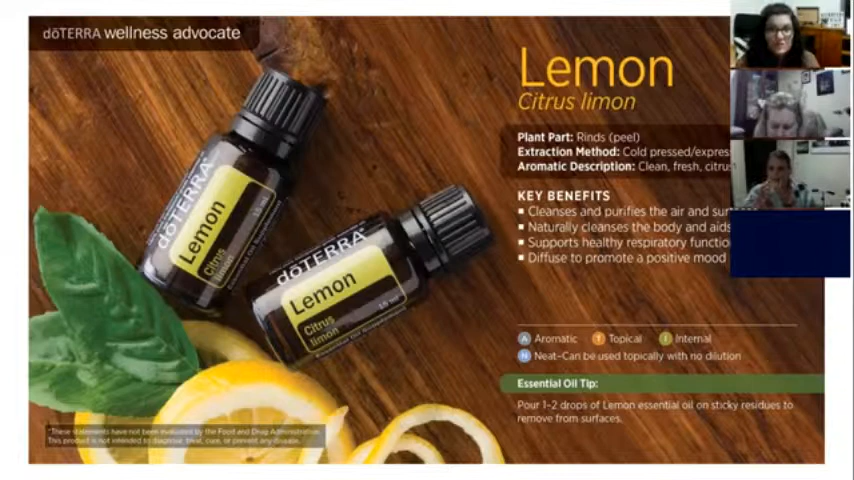 dōTERRA wellness advocate
Lemon
Citrus limon
Plant Part: Rinds (peel)
Extraction Method: Cold pressed/expres
Aromatic Description: Clean, fresh, citrus
KEY BENEFITS
▪ Cleanses and purifies the air and sur
▪ Naturally cleanses the body and aids
▪ Supports healthy respiratory functio
▪ Diffuse to promote a positive mood
A Aromatic T Topical I Internal
N Neat–Can be used topically with no dilution
Essential Oil Tip:
Pour 1–2 drops of Lemon essential oil on sticky residues to
remove from surfaces.
dōTERRA
Lemon
Citrus
limon
15 ml
dōTERRA
Lemon
Citrus
limon
15 ml
*These statements have not been evaluated by the Food and Drug Administration.
This product is not intended to diagnose, treat, cure, or prevent any disease.